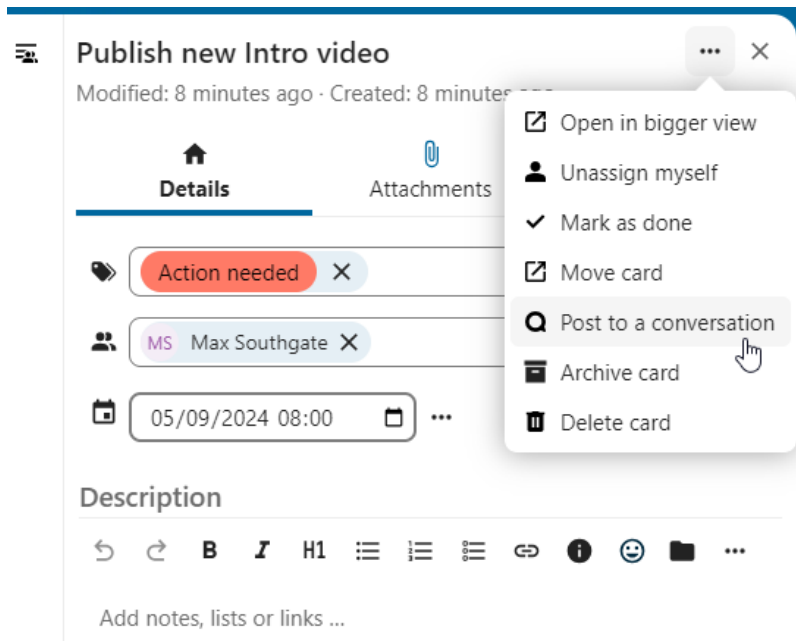 Publish new Intro video
Modified: 8 minutes ago · Created: 8 minutes
Details
Attachments
Action needed
MS Max Southgate
05/09/2024 08:00
Open in bigger view
Unassign myself
Mark as done
Move card
Post to a conversation
Archive card
Delete card
Description
B I H1
Add notes, lists or links ...